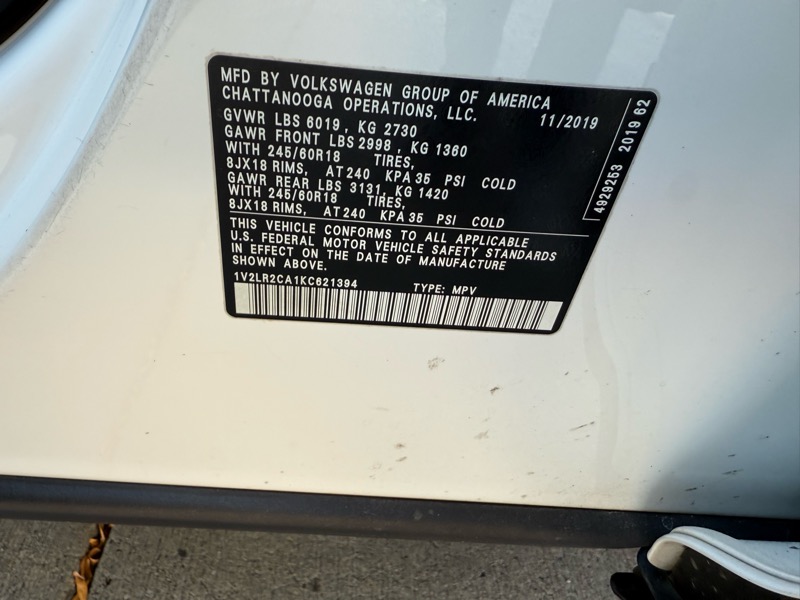 MFD BY VOLKSWAGEN GROUP OF AMERICA
CHATTANOOGA OPERATIONS, LLC. 11/2019
GVWR LBS 6019, KG 2730
GAWR FRONT LBS 2998, KG 1360
WITH 245/60R18 TIRES,
8JX18 RIMS, AT 240 KPA 35 PSI COLD
GAWR REAR LBS 3131, KG 1420
WITH 245/60R18 TIRES,
8JX18 RIMS, AT 240 KPA 35 PSI COLD
THIS VEHICLE CONFORMS TO ALL APPLICABLE
U.S. FEDERAL MOTOR VEHICLE SAFETY STANDARDS
IN EFFECT ON THE DATE OF MANUFACTURE
SHOWN ABOVE.
1V2LR2CA1KC621394 TYPE: MPV
4929253 2019 62